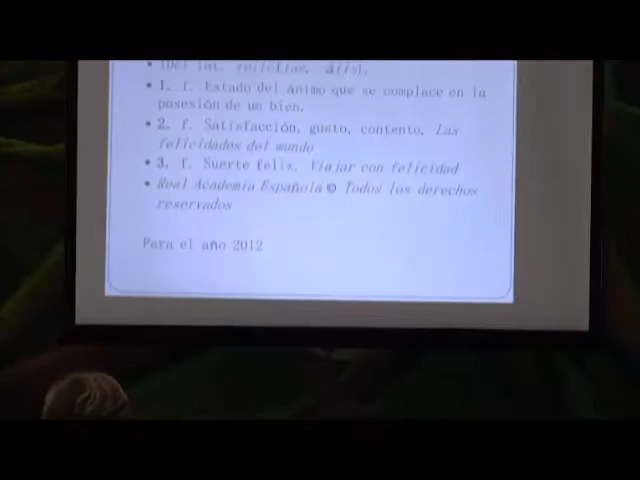 • (Del lat. felicitas, -ātis).
• 1. f. Estado del ánimo que se complace en la
posesión de un bien.
• 2. f. Satisfacción, gusto, contento. Las
felicidados del mundo
• 3. f. Suerte feliz. Viajar con felicidad
• Real Academia Española © Todos los derechos
reservados
Para el año 2012